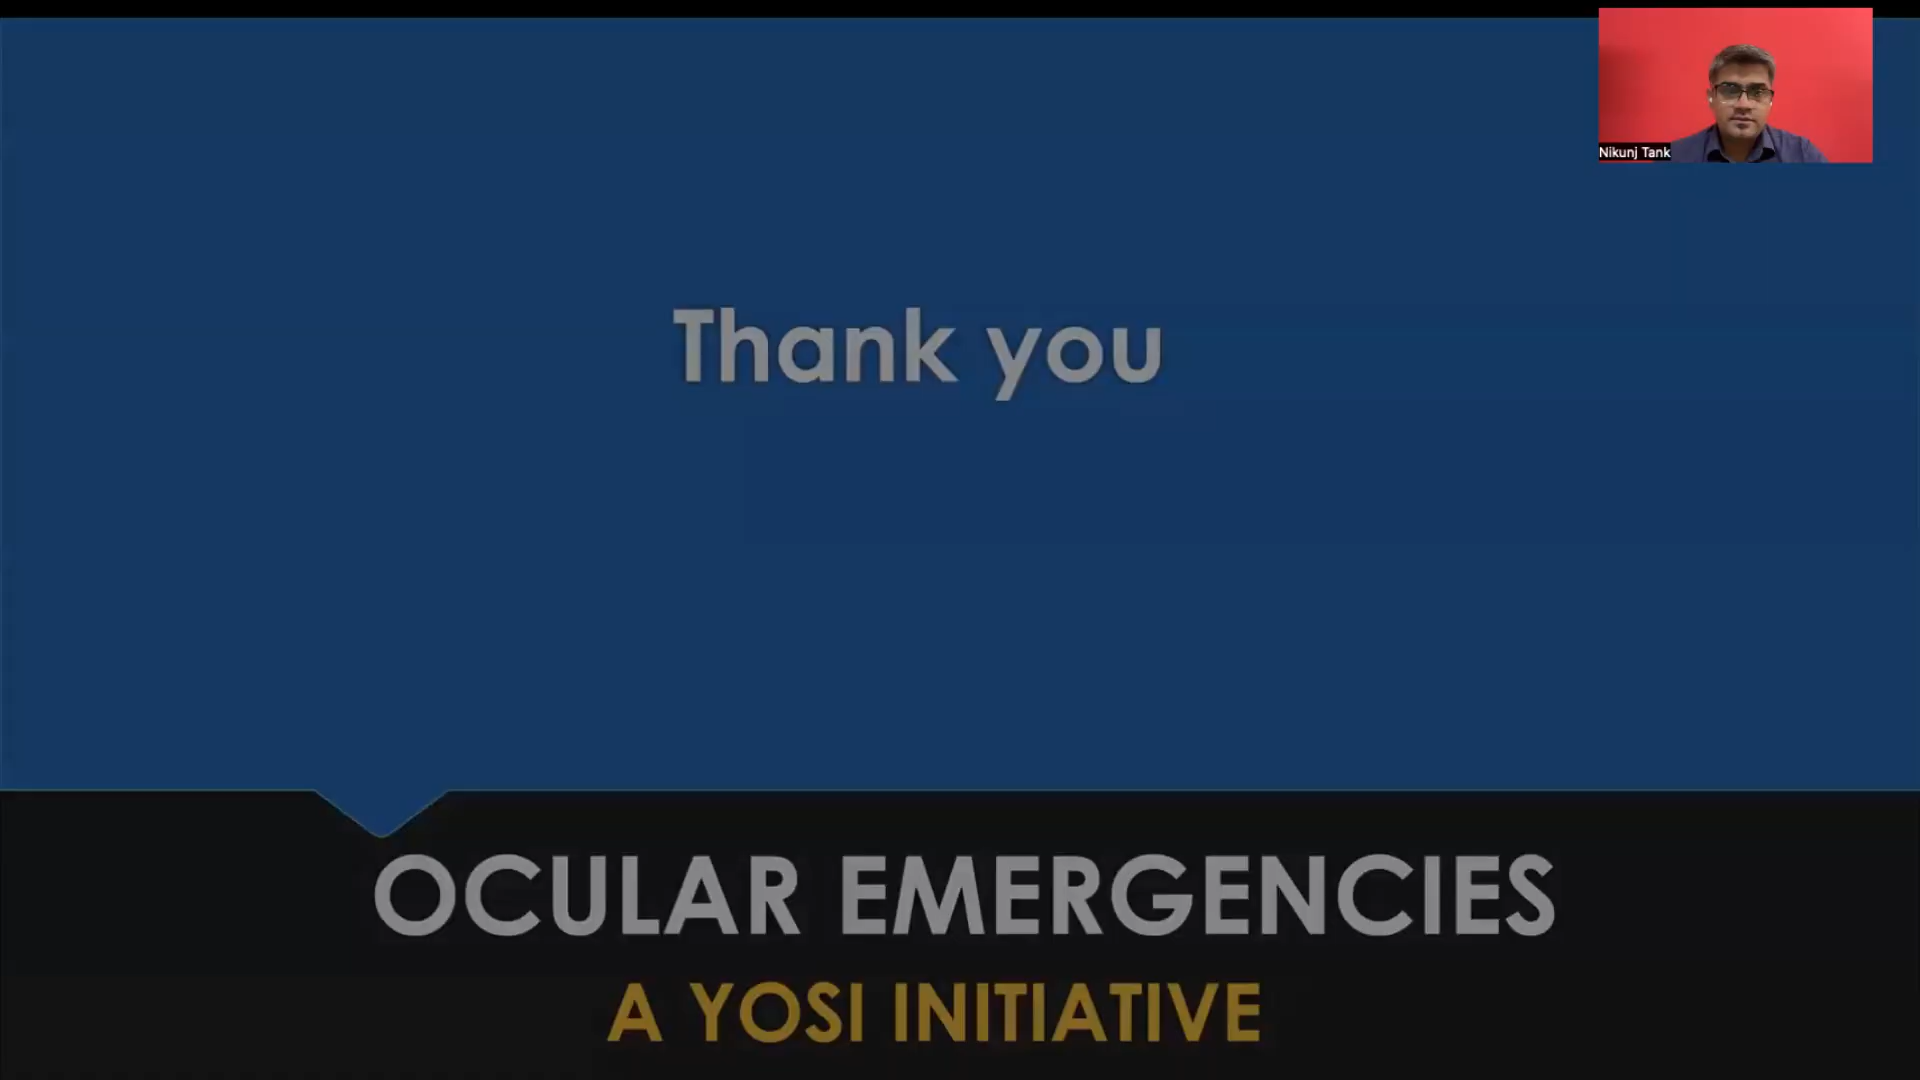 Nikunj Tank
Thank you
OCULAR EMERGENCIES
A YOSI INITIATIVE